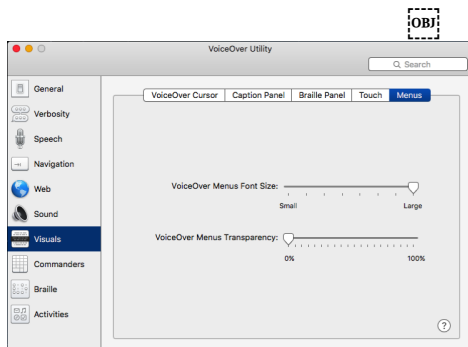 OBJ
VoiceOver Utility
Search
General
Verbosity
Speech
Navigation
Web
Sound
Visuals
Commanders
Braille
Activities
VoiceOver Cursor Caption Panel Braille Panel Touch Menus
VoiceOver Menus Font Size:
Small Large
VoiceOver Menus Transparency:
0% 100%
?